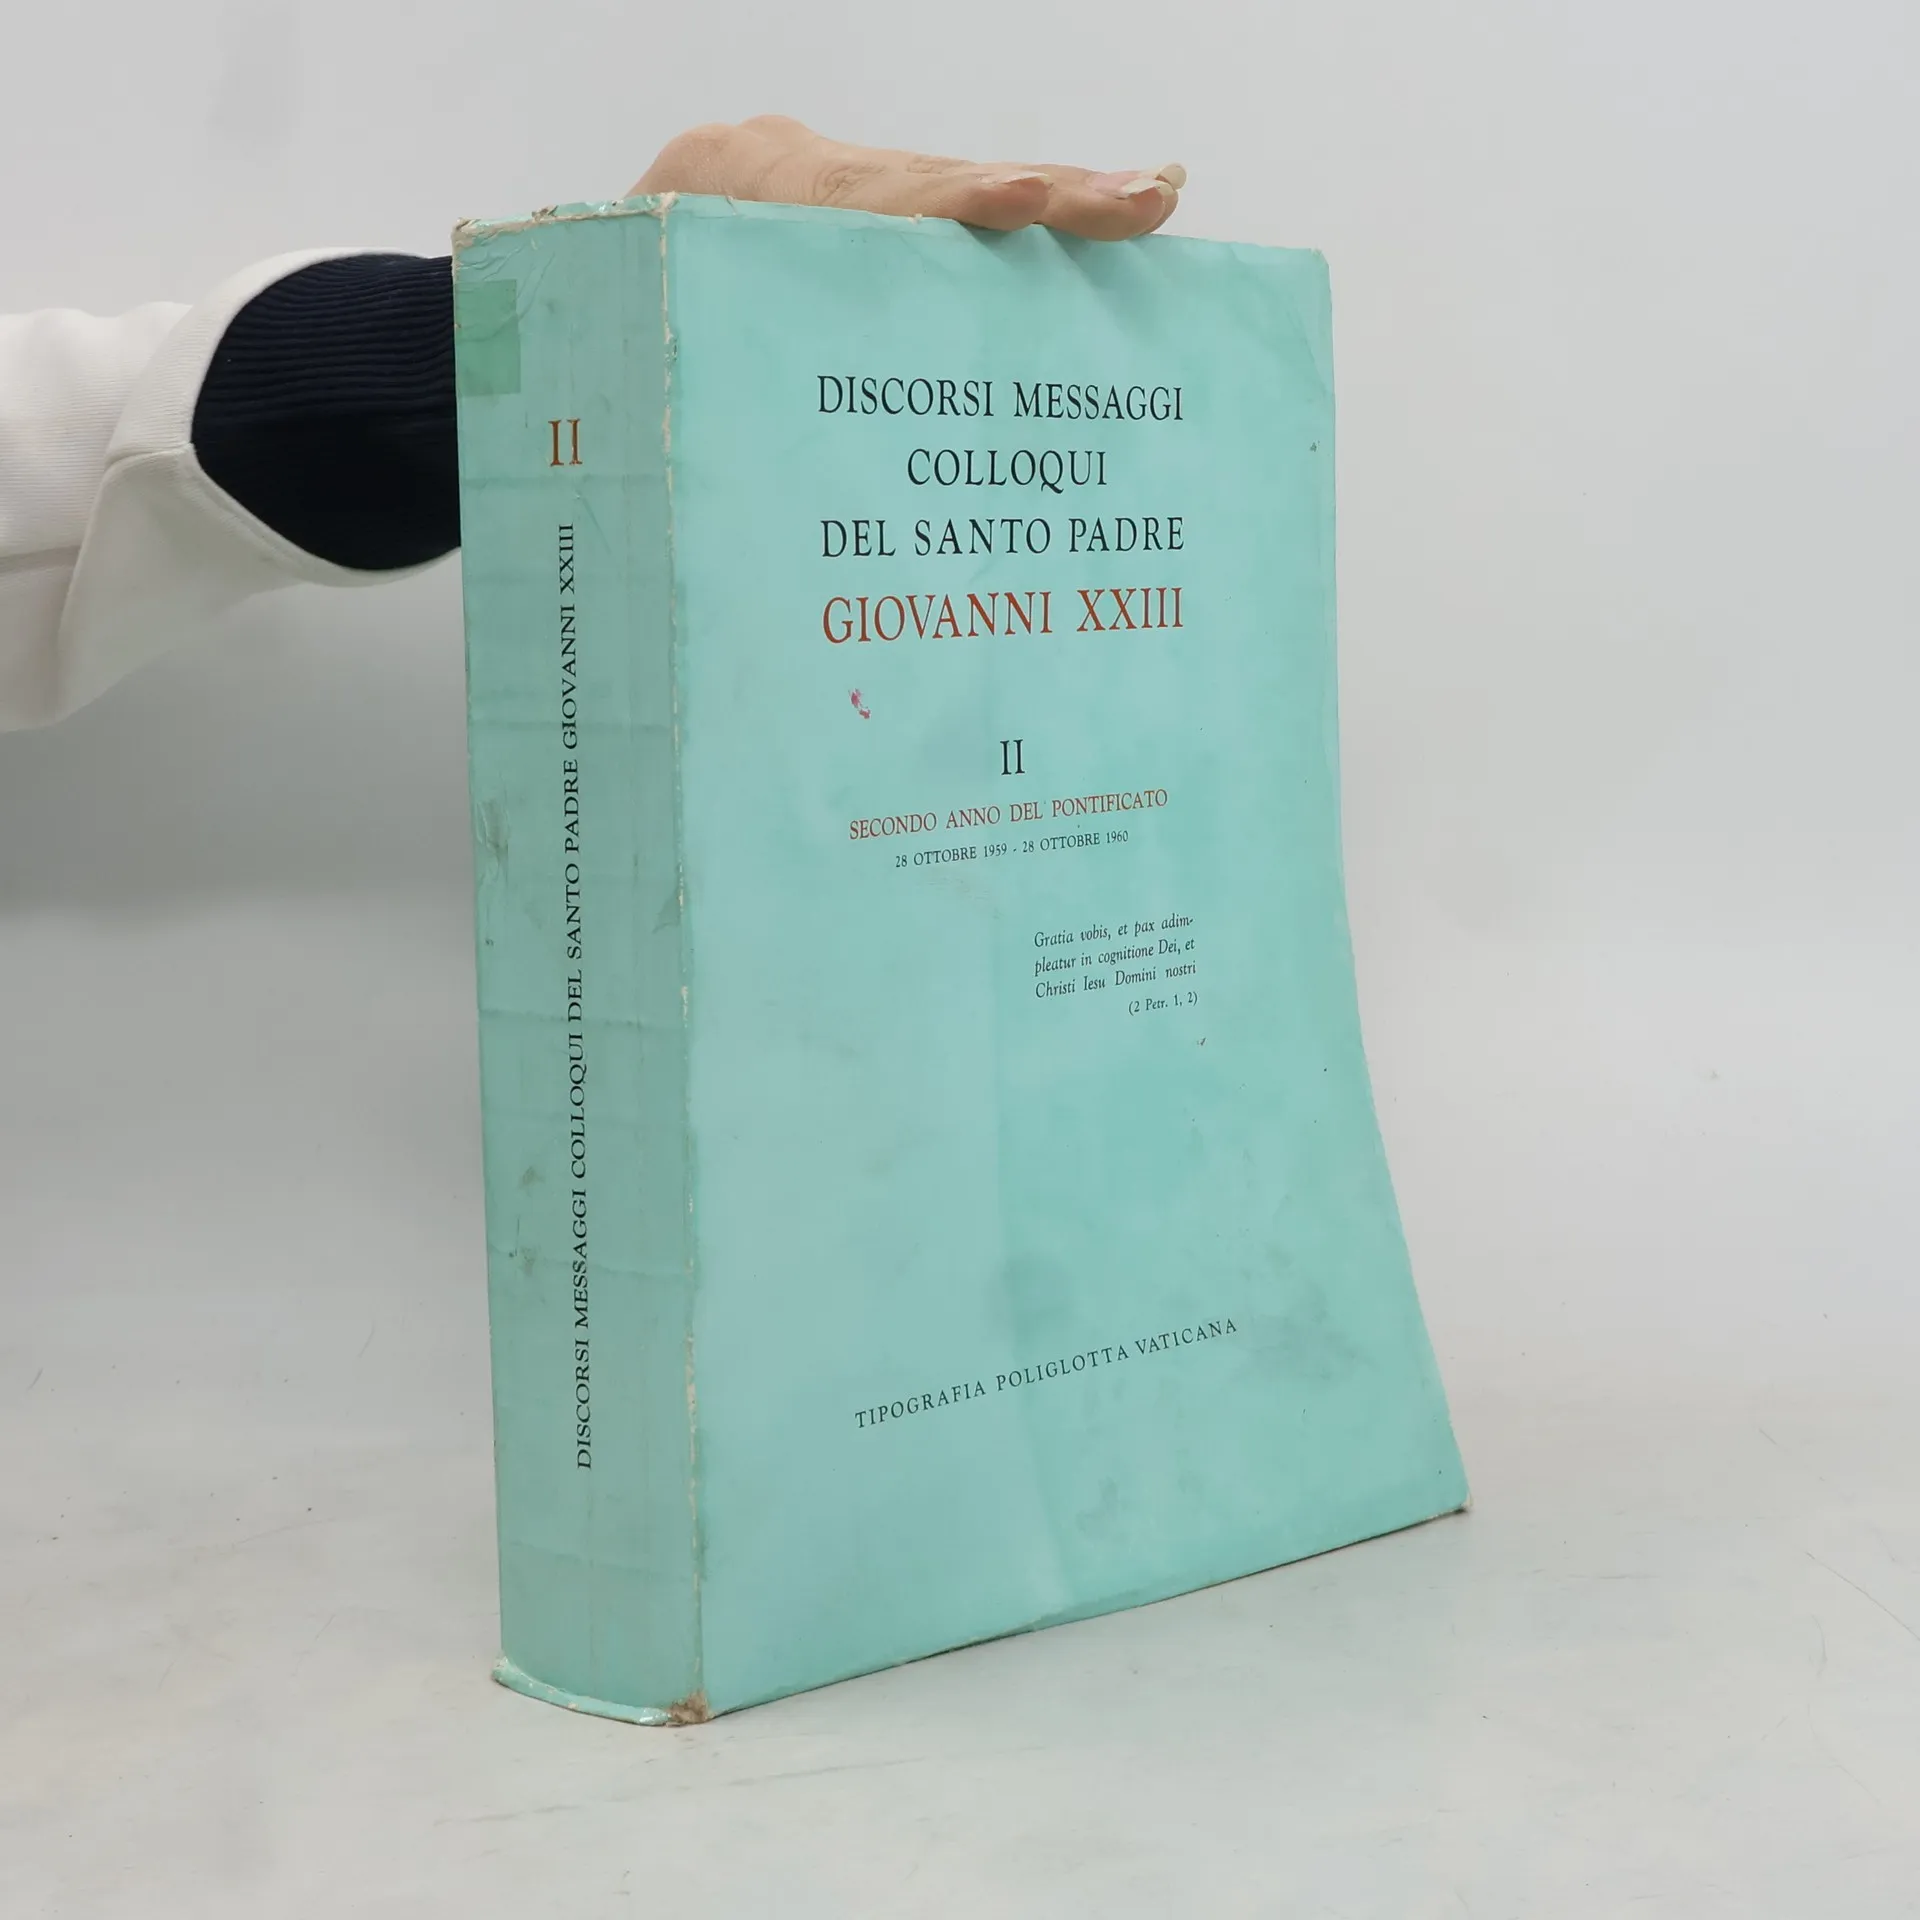 II
DISCORSI MESSAGGI COLLOQUI DEL SANTO PADRE GIOVANNI XXIII
DISCORSI MESSAGGI
COLLOQUI
DEL SANTO PADRE
GIOVANNI XXIII
II
SECONDO ANNO DEL PONTIFICATO
28 OTTOBRE 1959 - 28 OTTOBRE 1960
Gratia vobis, et pax adim-
pleatur in cognitione Dei, et
Christi Iesu Domini nostri
(2 Petr. 1, 2)
TIPOGRAFIA POLIGLOTTA VATICANA